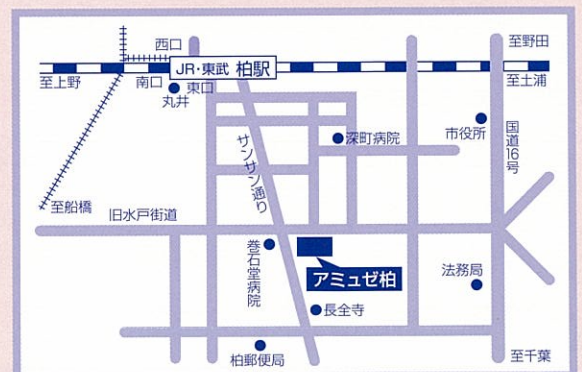 西口
至野田
JR・東武 柏駅
至上野
南口
東口
至土浦
丸井
市役所
深町病院
国道16号
サンサン通り
至船橋
旧水戸街道
巻石堂病院
アミュゼ柏
法務局
長全寺
柏郵便局
至千葉